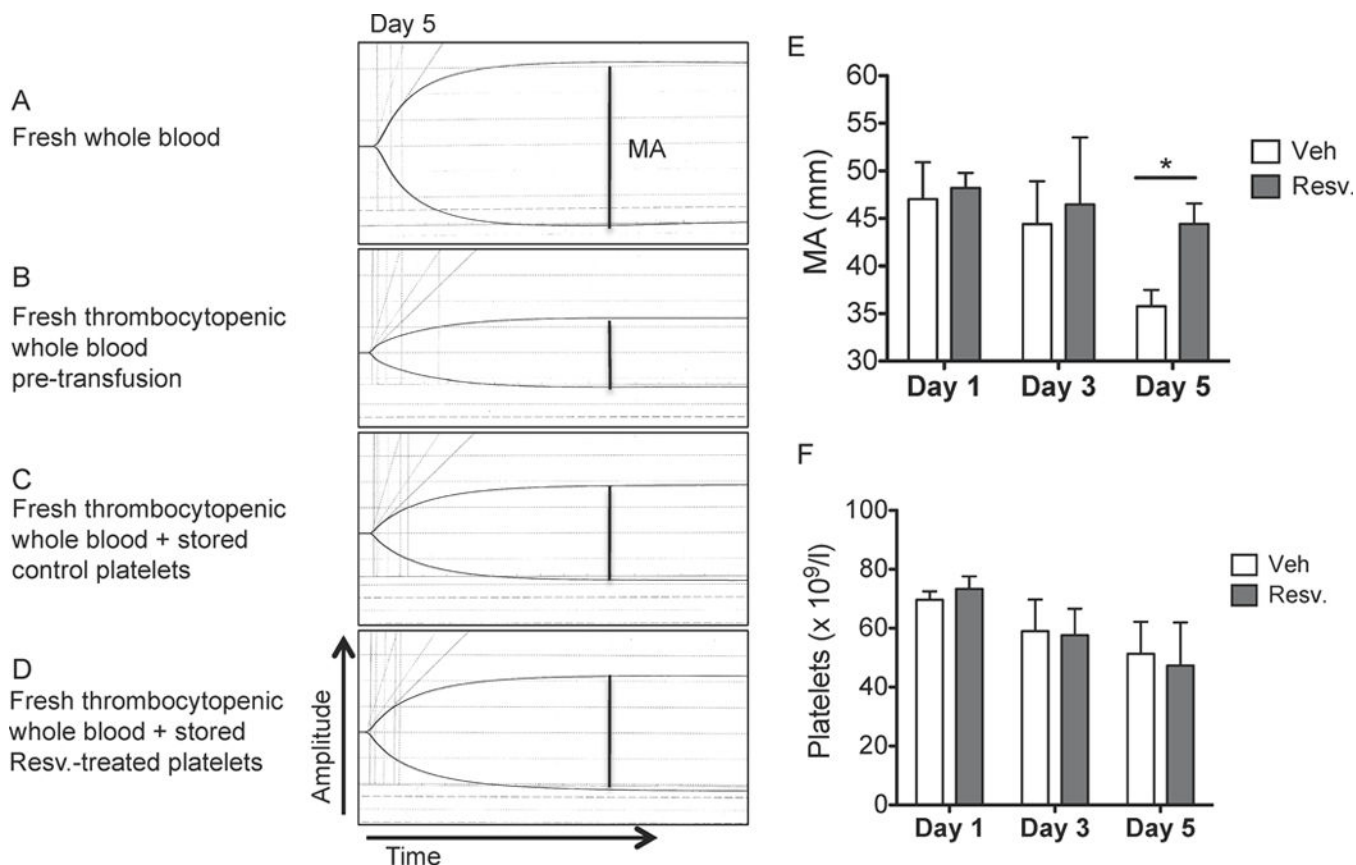 Day 5
A
Fresh whole blood
MA
B
Fresh thrombocytopenic
whole blood
pre-transfusion
C
Fresh thrombocytopenic
whole blood + stored
control platelets
D
Fresh thrombocytopenic
whole blood + stored
Resv.-treated platelets
Amplitude
Time
E
60
55
50
45
40
35
30
MA (mm)
*
Veh
Resv.
Day 1 Day 3 Day 5
F
100
80
60
40
20
0
Platelets (x 10⁹/l)
Veh
Resv.
Day 1 Day 3 Day 5